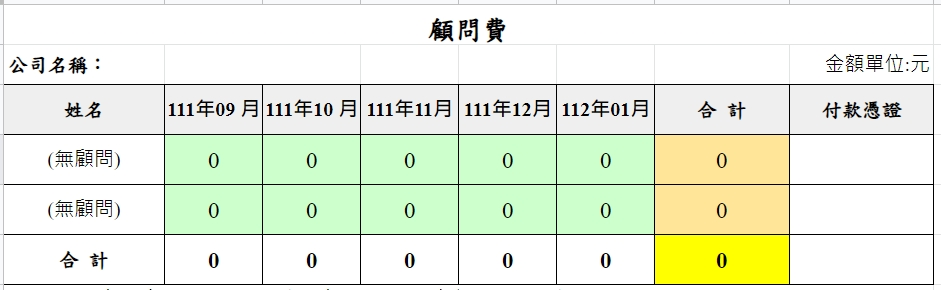 顧問費
公司名稱： 金額單位:元
姓名 111年09 月 111年10 月 111年11月 111年12月 112年01月 合 計 付款憑證
(無顧問) 0 0 0 0 0 0
(無顧問) 0 0 0 0 0 0
合 計 0 0 0 0 0 0